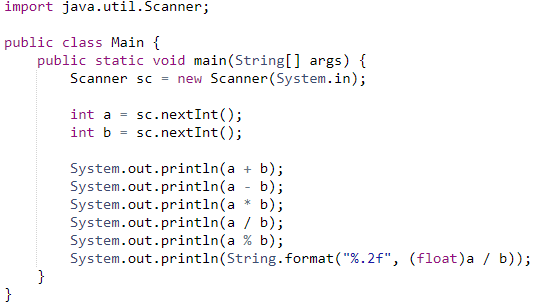 import java.util.Scanner;
public class Main {
public static void main(String[] args) {
Scanner sc = new Scanner(System.in);
int a = sc.nextInt();
int b = sc.nextInt();
System.out.println(a + b);
System.out.println(a - b);
System.out.println(a * b);
System.out.println(a / b);
System.out.println(a % b);
System.out.println(String.format("%.2f", (float)a / b));
}
}